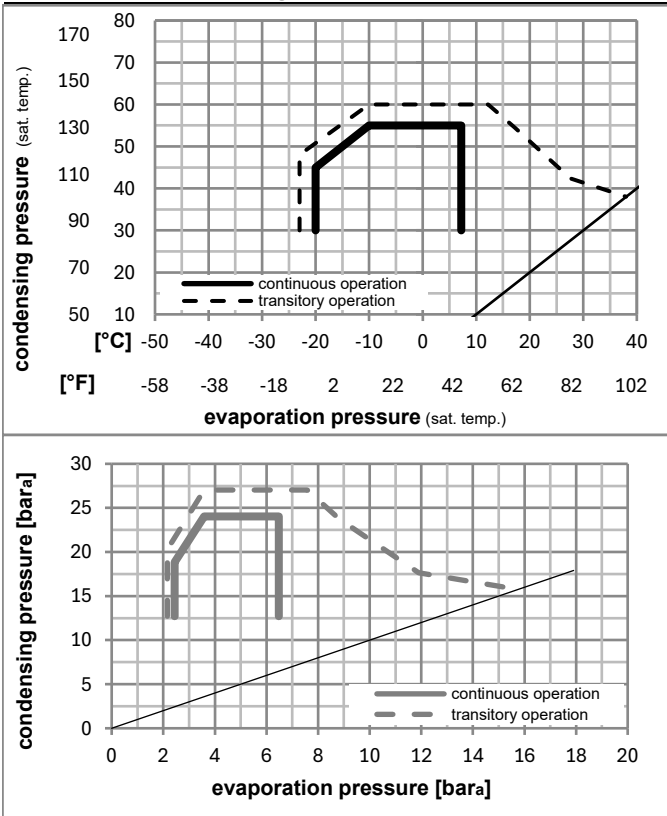 170 80
150 70
60
130 50
110 40
90 30
70 20
50 10
condensing pressure (sat. temp.)
continuous operation
transitory operation
[°C] -50 -40 -30 -20 -10 0 10 20 30 40
[°F] -58 -38 -18 2 22 42 62 82 102
evaporation pressure (sat. temp.)
30
25
20
15
10
5
0
condensing pressure [bara]
continuous operation
transitory operation
0 2 4 6 8 10 12 14 16 18 20
evaporation pressure [bara]